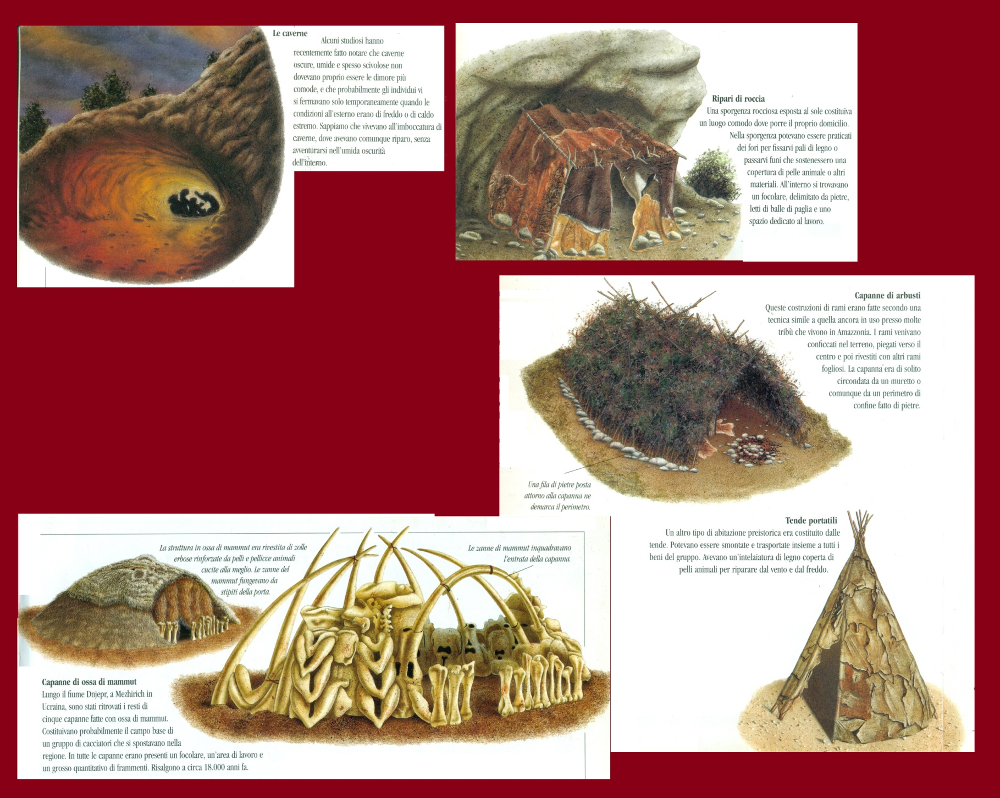 Le caverne
Alcuni studiosi hanno
recentemente fatto notare che caverne
oscure, umide e spesso scivolose non
dovevano proprio essere le dimore più
comode, e che probabilmente gli individui vi
si fermavano solo temporaneamente quando le
condizioni all'esterno erano di freddo o di caldo
estremo. Sappiamo che vivevano all'imboccatura di
caverne, dove avevano comunque riparo, senza
avventurarsi nell'umida oscurità
dell'interno.
Ripari di roccia
Una sporgenza rocciosa esposta al sole costituiva
un luogo comodo dove porre il proprio domicilio.
Nella sporgenza potevano essere praticati
dei fori per fissarvi pali di legno o
passarvi funi che sostenessero una
copertura di pelle animale o altri
materiali. All'interno si trovavano
un focolare, delimitato da pietre,
letti di balle di paglia e uno
spazio dedicato al lavoro.
Capanne di arbusti
Queste costruzioni di rami erano fatte secondo una
tecnica simile a quella ancora in uso presso molte
tribù che vivono in Amazzonia. I rami venivano
conficcati nel terreno, piegati verso il
centro e poi rivestiti con altri rami
fogliosi. La capanna era di solito
circondata da un muretto o
comunque da un perimetro di
confine fatto di pietre.
Una fila di pietre posta
attorno alla capanna ne
demarca il perimetro.
Tende portatili
Un altro tipo di abitazione preistorica era costituito dalle
tende. Potevano essere smontate e trasportate insieme a tutti i
beni del gruppo. Avevano un'intelaiatura di legno coperta di
pelli animali per riparare dal vento e dal freddo.
La struttura in ossa di mammut era rivestita di zolle
erbose rinforzate da pelli e pellicce animali
cucite alla meglio. Le zanne del
mammut fungevano da
stipiti della porta.
Le zanne di mammut inquadravano
l'entrata della capanna.
Capanne di ossa di mammut
Lungo il fiume Dnjepr, a Mezhirich in
Ucraina, sono stati ritrovati i resti di
cinque capanne fatte con ossa di mammut.
Costituivano probabilmente il campo base di
un gruppo di cacciatori che si spostavano nella
regione. In tutte le capanne erano presenti un focolare, un'area di lavoro e
un grosso quantitativo di frammenti. Risalgono a circa 18.000 anni fa.